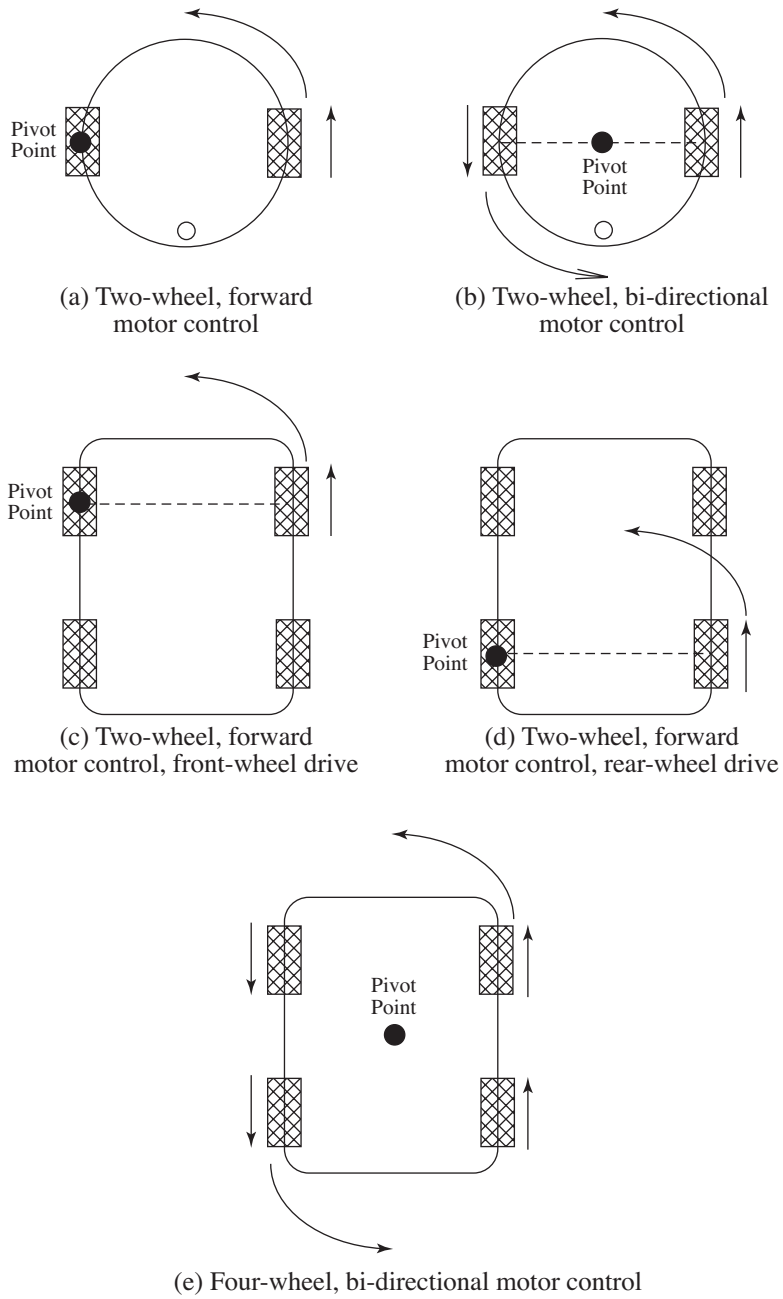 Pivot
Point
(a) Two-wheel, forward
motor control
Pivot
Point
(b) Two-wheel, bi-directional
motor control
Pivot
Point
(c) Two-wheel, forward
motor control, front-wheel drive
Pivot
Point
(d) Two-wheel, forward
motor control, rear-wheel drive
Pivot
Point
(e) Four-wheel, bi-directional motor control